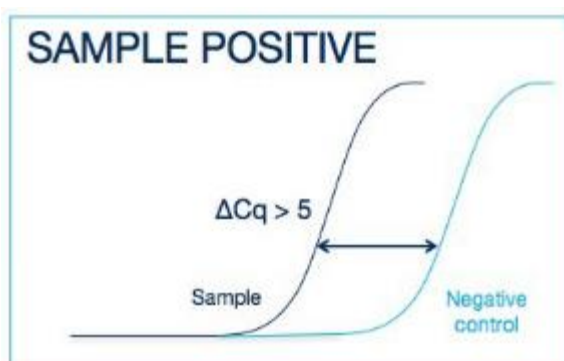 SAMPLE POSITIVE
ΔCq > 5
Sample
Negative
control